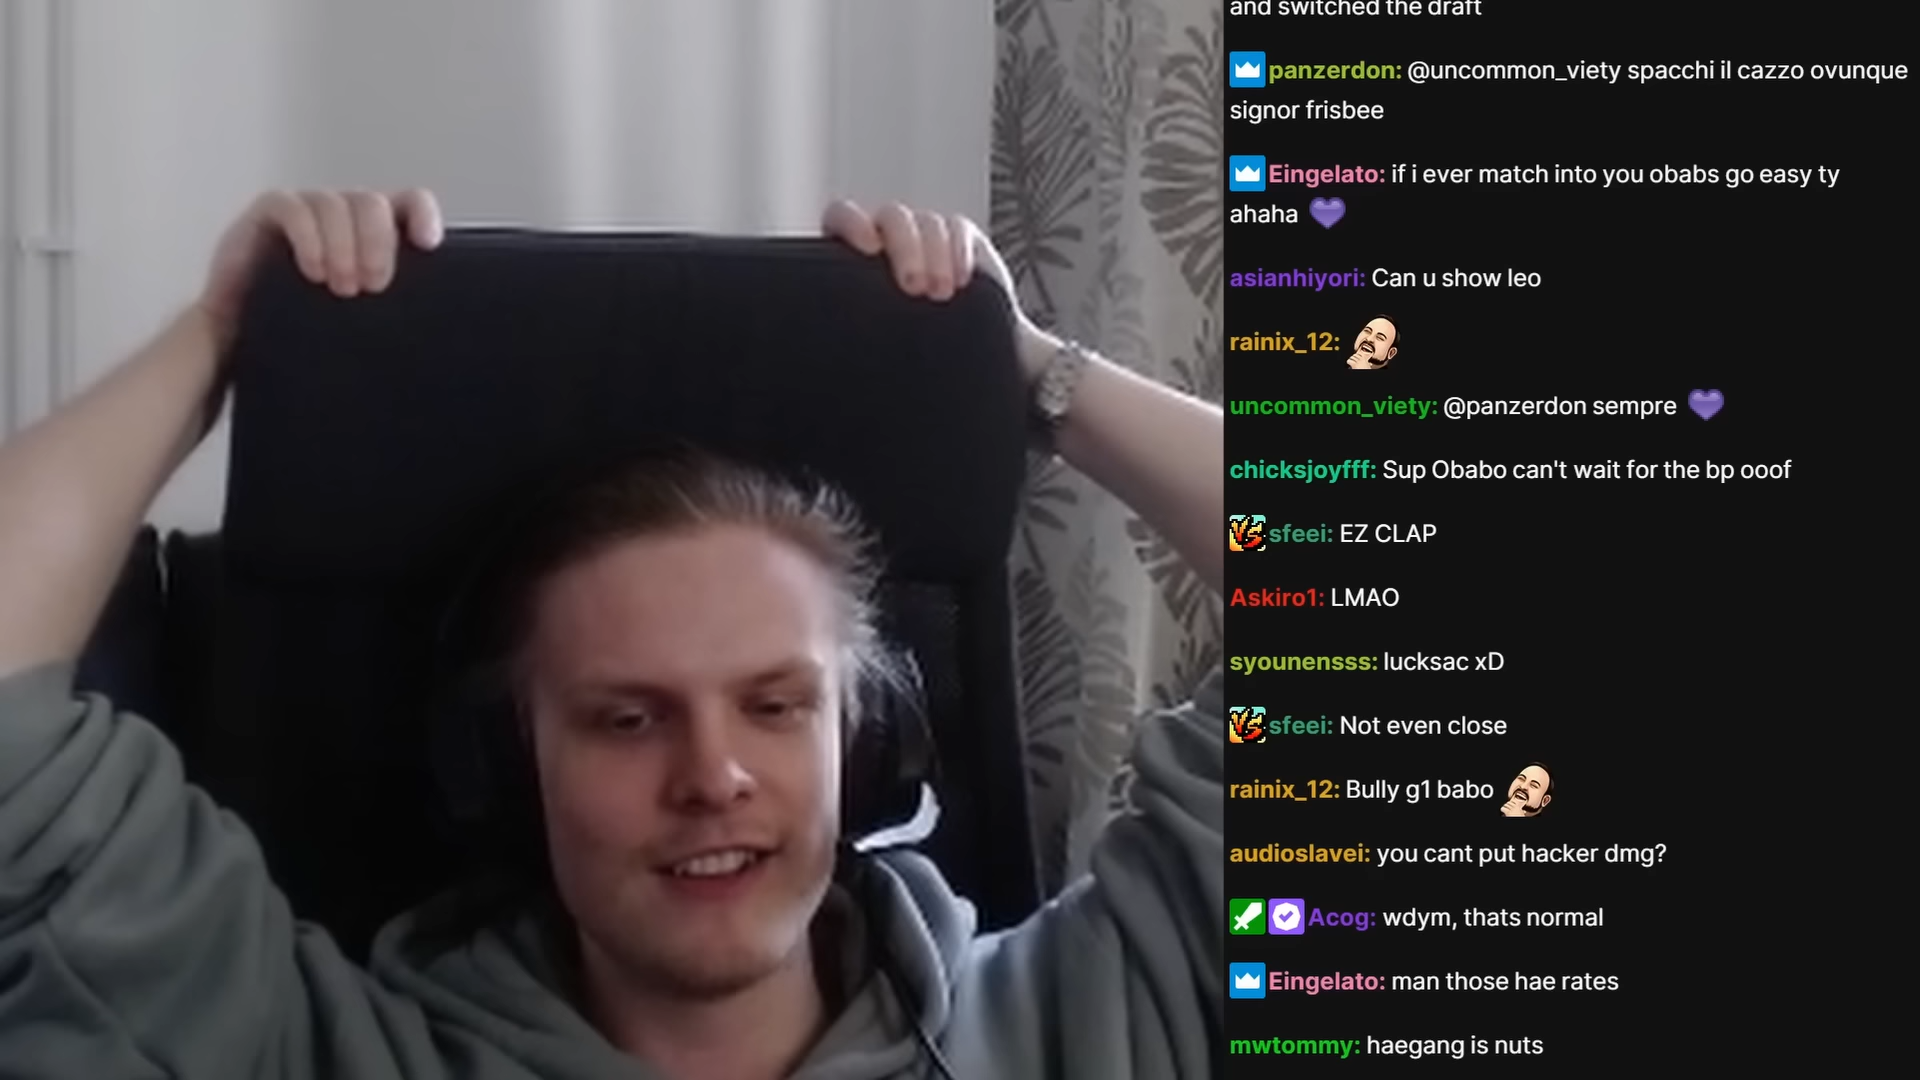 and switched the draft
panzerdon: @uncommon_viety spacchi il cazzo ovunque
signor frisbee
Eingelato: if i ever match into you obabs go easy ty
ahaha
asianhiyori: Can u show leo
rainix_12:
uncommon_viety: @panzerdon sempre
chicksjoyfff: Sup Obabo can't wait for the bp ooof
VS sfeei: EZ CLAP
Askiro1: LMAO
syounensss: lucksac xD
VS sfeei: Not even close
rainix_12: Bully g1 babo
audioslavei: you cant put hacker dmg?
Acog: wdym, thats normal
Eingelato: man those hae rates
mwtommy: haegang is nuts